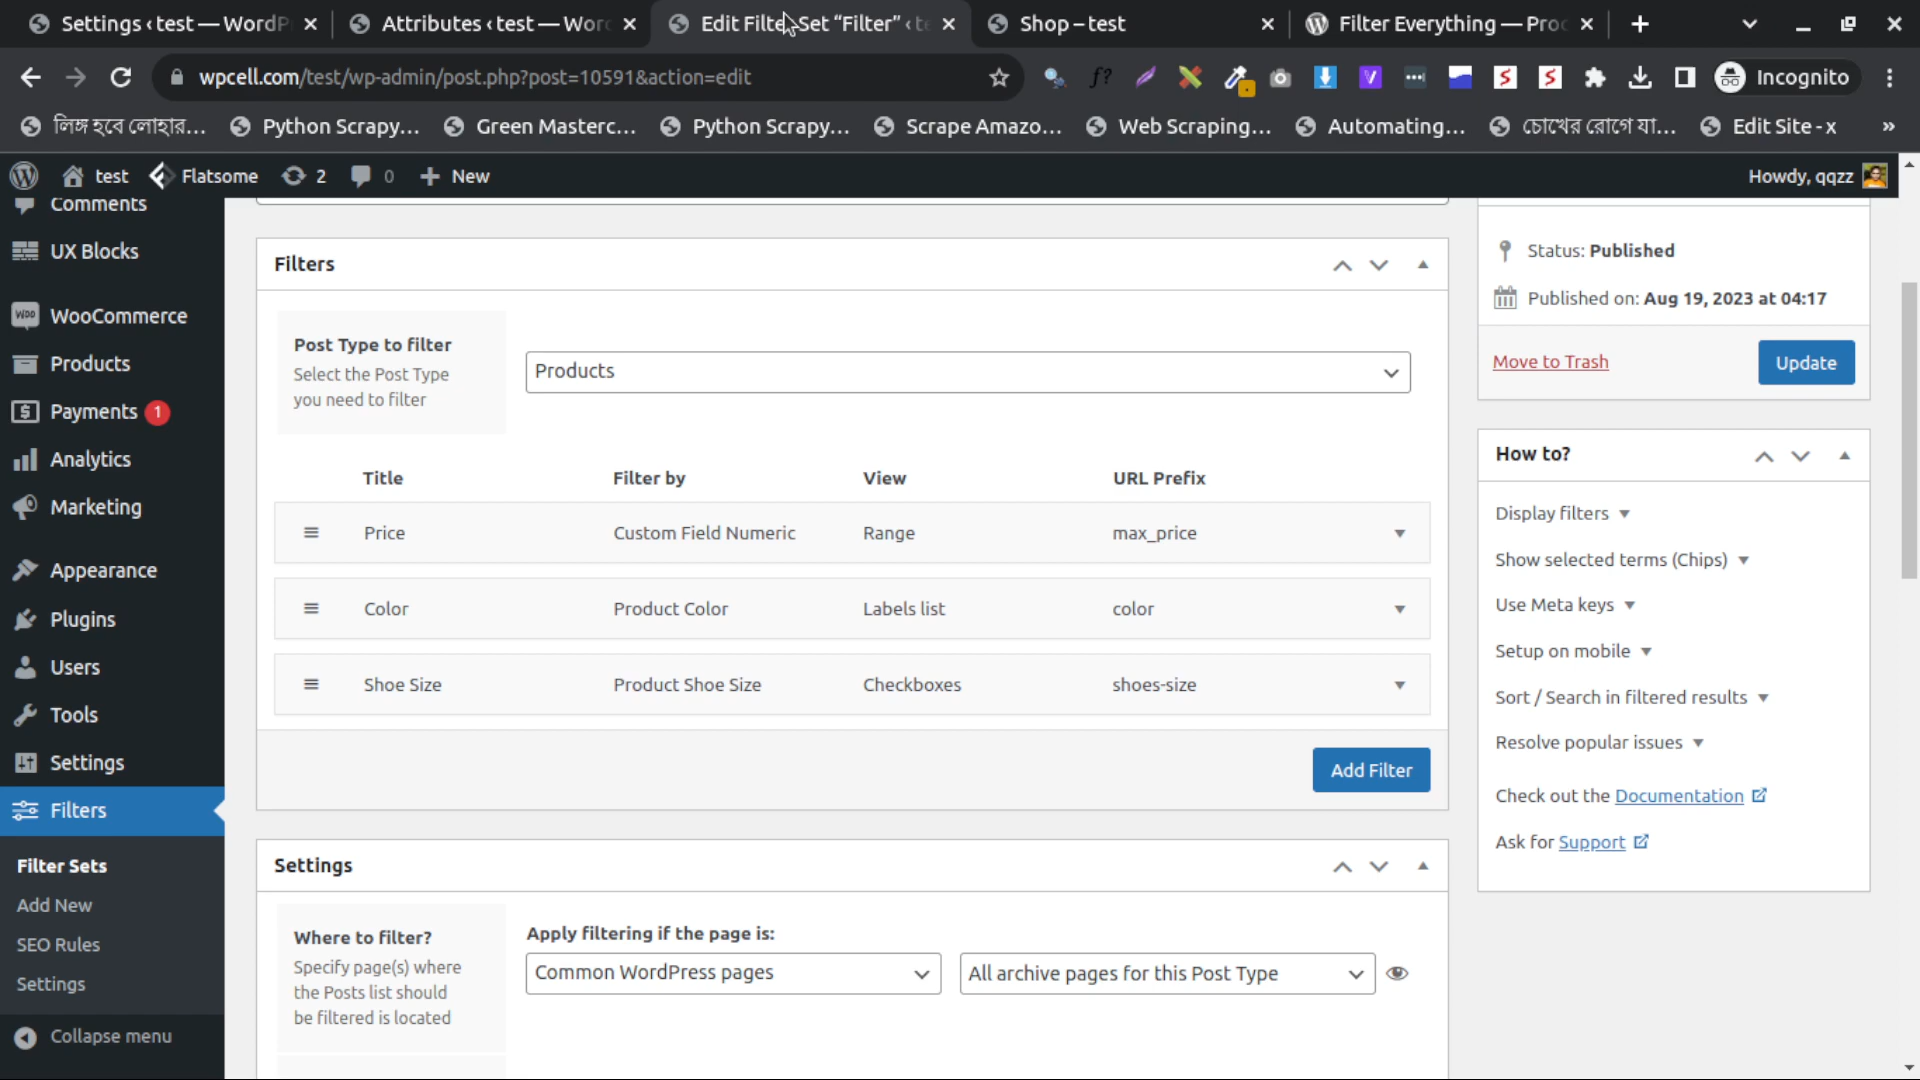 Settings ‹ test — WordP
Attributes ‹ test — Wor
Edit Filter Set “Filter” ‹ te
Shop – test
Filter Everything — Proc
wpcell.com/test/wp-admin/post.php?post=10591&action=edit
Incognito
লিঙ্গ হবে লোহার...
Python Scrapy...
Green Masterc...
Python Scrapy...
Scrape Amazo...
Web Scraping...
Automating...
চোখের রোগে যা...
Edit Site - x
»
test
Flatsome
2
0
New
Howdy, qqzz
Comments
UX Blocks
WooCommerce
Products
Payments 1
Analytics
Marketing
Appearance
Plugins
Users
Tools
Settings
Filters
Filter Sets
Add New
SEO Rules
Settings
Collapse menu
Filters
Post Type to filter
Select the Post Type
you need to filter
Products
Title Filter by View URL Prefix
Price Custom Field Numeric Range max_price
Color Product Color Labels list color
Shoe Size Product Shoe Size Checkboxes shoes-size
Add Filter
Settings
Where to filter?
Specify page(s) where
the Posts list should
be filtered is located
Apply filtering if the page is:
Common WordPress pages
All archive pages for this Post Type
Status: Published
Published on: Aug 19, 2023 at 04:17
Move to Trash
Update
How to?
Display filters
Show selected terms (Chips)
Use Meta keys
Setup on mobile
Sort / Search in filtered results
Resolve popular issues
Check out the Documentation
Ask for Support